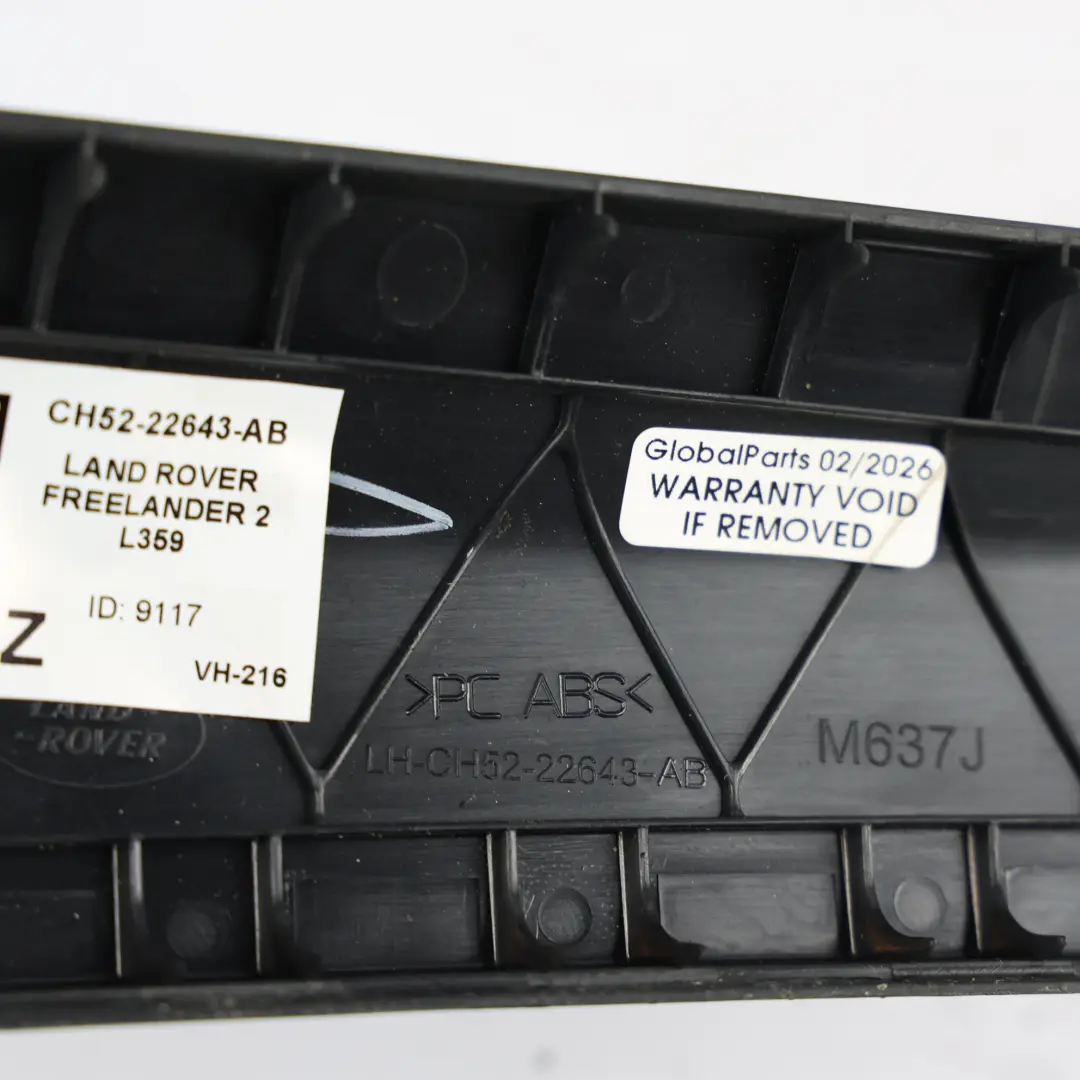 CH52-22643-AB
LAND ROVER
FREELANDER 2
L359
ID: 9117
Z
VH-216
GlobalParts 02/2026
WARRANTY VOID
IF REMOVED
>PC ABS<
LH-CH52-22643-AB
M637J
LAND
ROVER